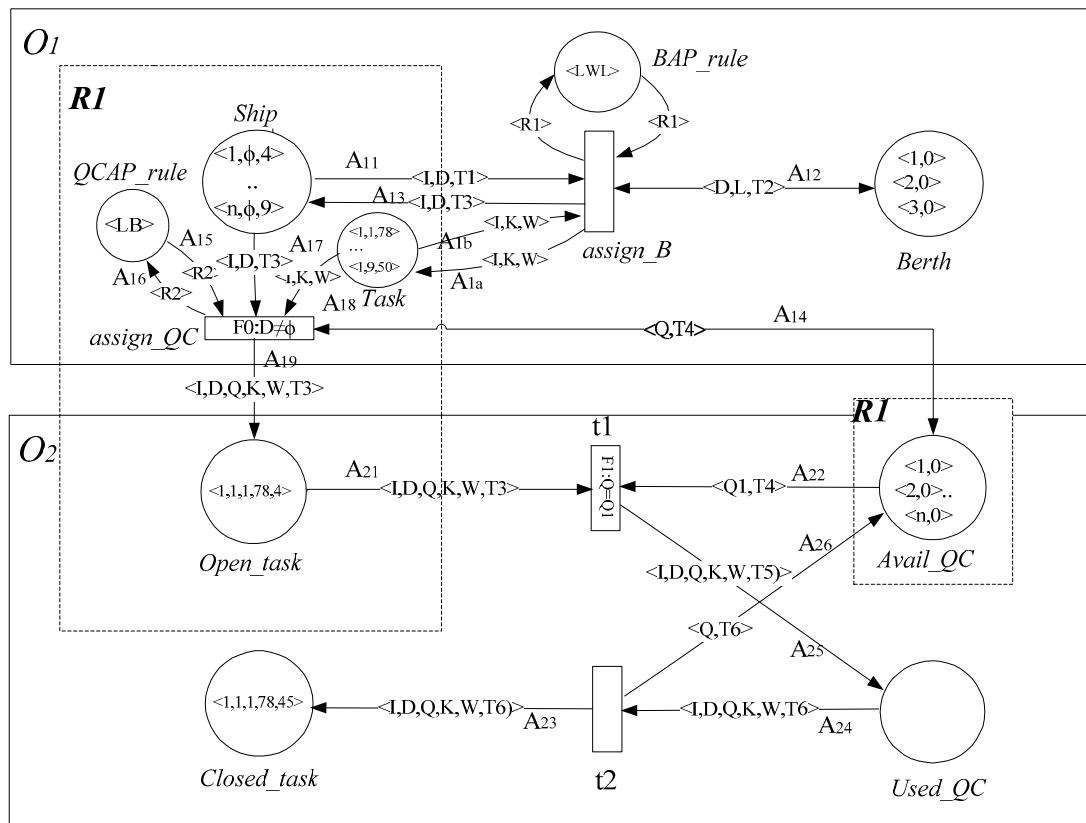 O1
R1
BAP_rule
<LWL>
<R1>
<R1>
Ship
<1,ϕ,4>
..
<n,ϕ,9>
QCAP_rule
<LB>
A11
<I,D,T1>
A13
<I,D,T3>
<D,L,T2>
A12
<1,0>
<2,0>
<3,0>
Berth
assign_B
A15
A16
<R2>
<R2>
<I,D,T3>
A17
<I,K,W>
<1,1,78>
...
<1,9,50>
Task
A1b
<I,K,W>
A1a
<I,K,W>
A18
assign_QC
F0:D≠ϕ
<Q,T4>
A14
A19
<I,D,Q,K,W,T3>
O2
R1
t1
F1:Q=Q1
<1,1,1,78,4>
Open_task
A21
<I,D,Q,K,W,T3>
<Q1,T4>
A22
<1,0>
<2,0>..
<n,0>
Avail_QC
A26
<I,D,Q,K,W,T5)
<Q,T6>
A25
<1,1,1,78,45>
Closed_task
<I,D,Q,K,W,T6)
A23
t2
<I,D,Q,K,W,T6>
A24
Used_QC